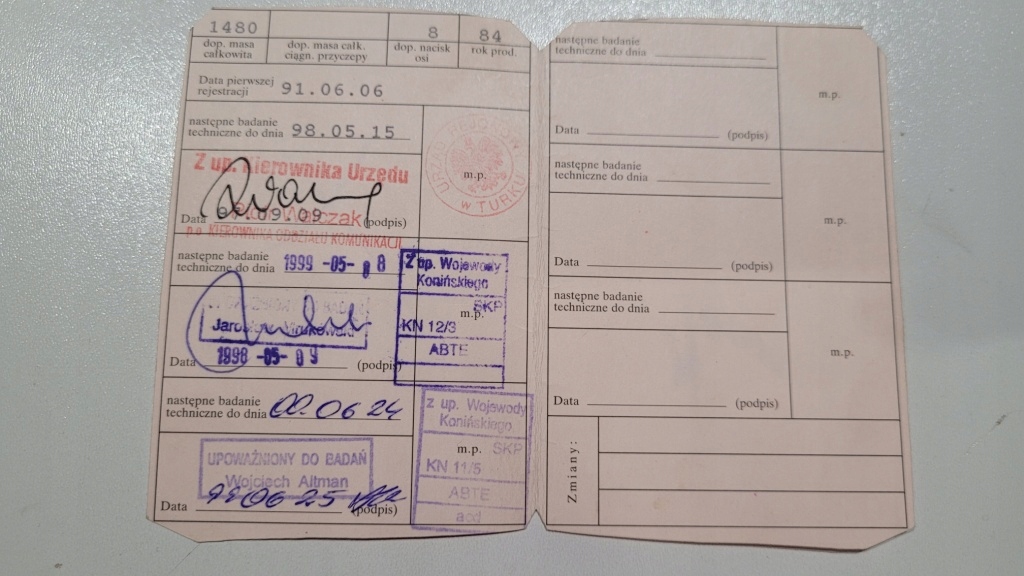 1480 8 84
dop. masa całkowita dop. masa całk. ciągn. przyczepy dop. nacisk osi rok prod.
Data pierwszej
rejestracji 91.06.06
następne badanie
techniczne do dnia 98.05.15
Z up. Kierownika Urzędu
URZĄD REJONOWY
w TURKU
m.p.
Data 97.09.09 (podpis)
p.o. KIEROWNIKA ODDZIAŁU KOMUNIKACJI
następne badanie
techniczne do dnia 1999 -05- 08
Z up. Wojewody
Konińskiego
SKP
m.p.
KN 12/3
ABTE
Data 1998 -05- 09 (podpis)
następne badanie
techniczne do dnia 00.06 24
Z up. Wojewody
Konińskiego
m.p. SKP
KN 11/5
ABTE
acd
UPOWAŻNIONY DO BADAŃ
Wojciech Altman
Data 99 06 25 (podpis)
następne badanie
techniczne do dnia
m.p.
Data (podpis)
następne badanie
techniczne do dnia
m.p.
Data (podpis)
następne badanie
techniczne do dnia
m.p.
Data (podpis)
Zmiany: